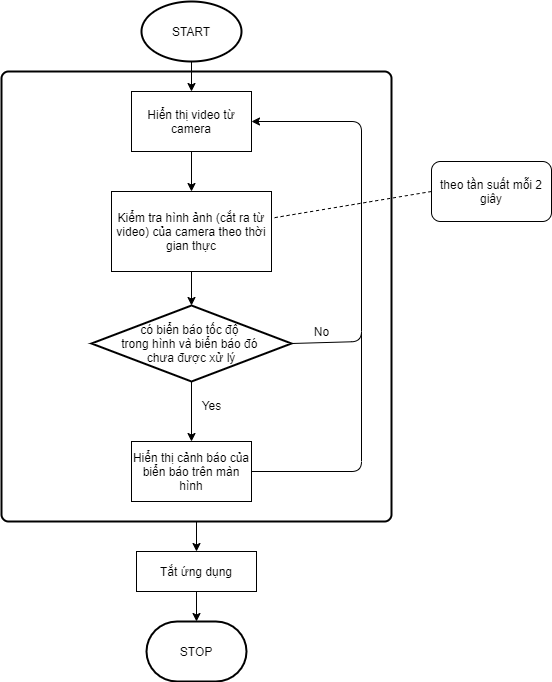 START
Hiển thị video từ
camera
theo tần suất mỗi 2
giây
Kiểm tra hình ảnh (cắt ra từ
video) của camera theo thời
gian thực
có biển báo tốc độ
trong hình và biển báo đó
chưa được xử lý
No
Yes
Hiển thị cảnh báo của
biển báo trên màn
hình
Tắt ứng dụng
STOP